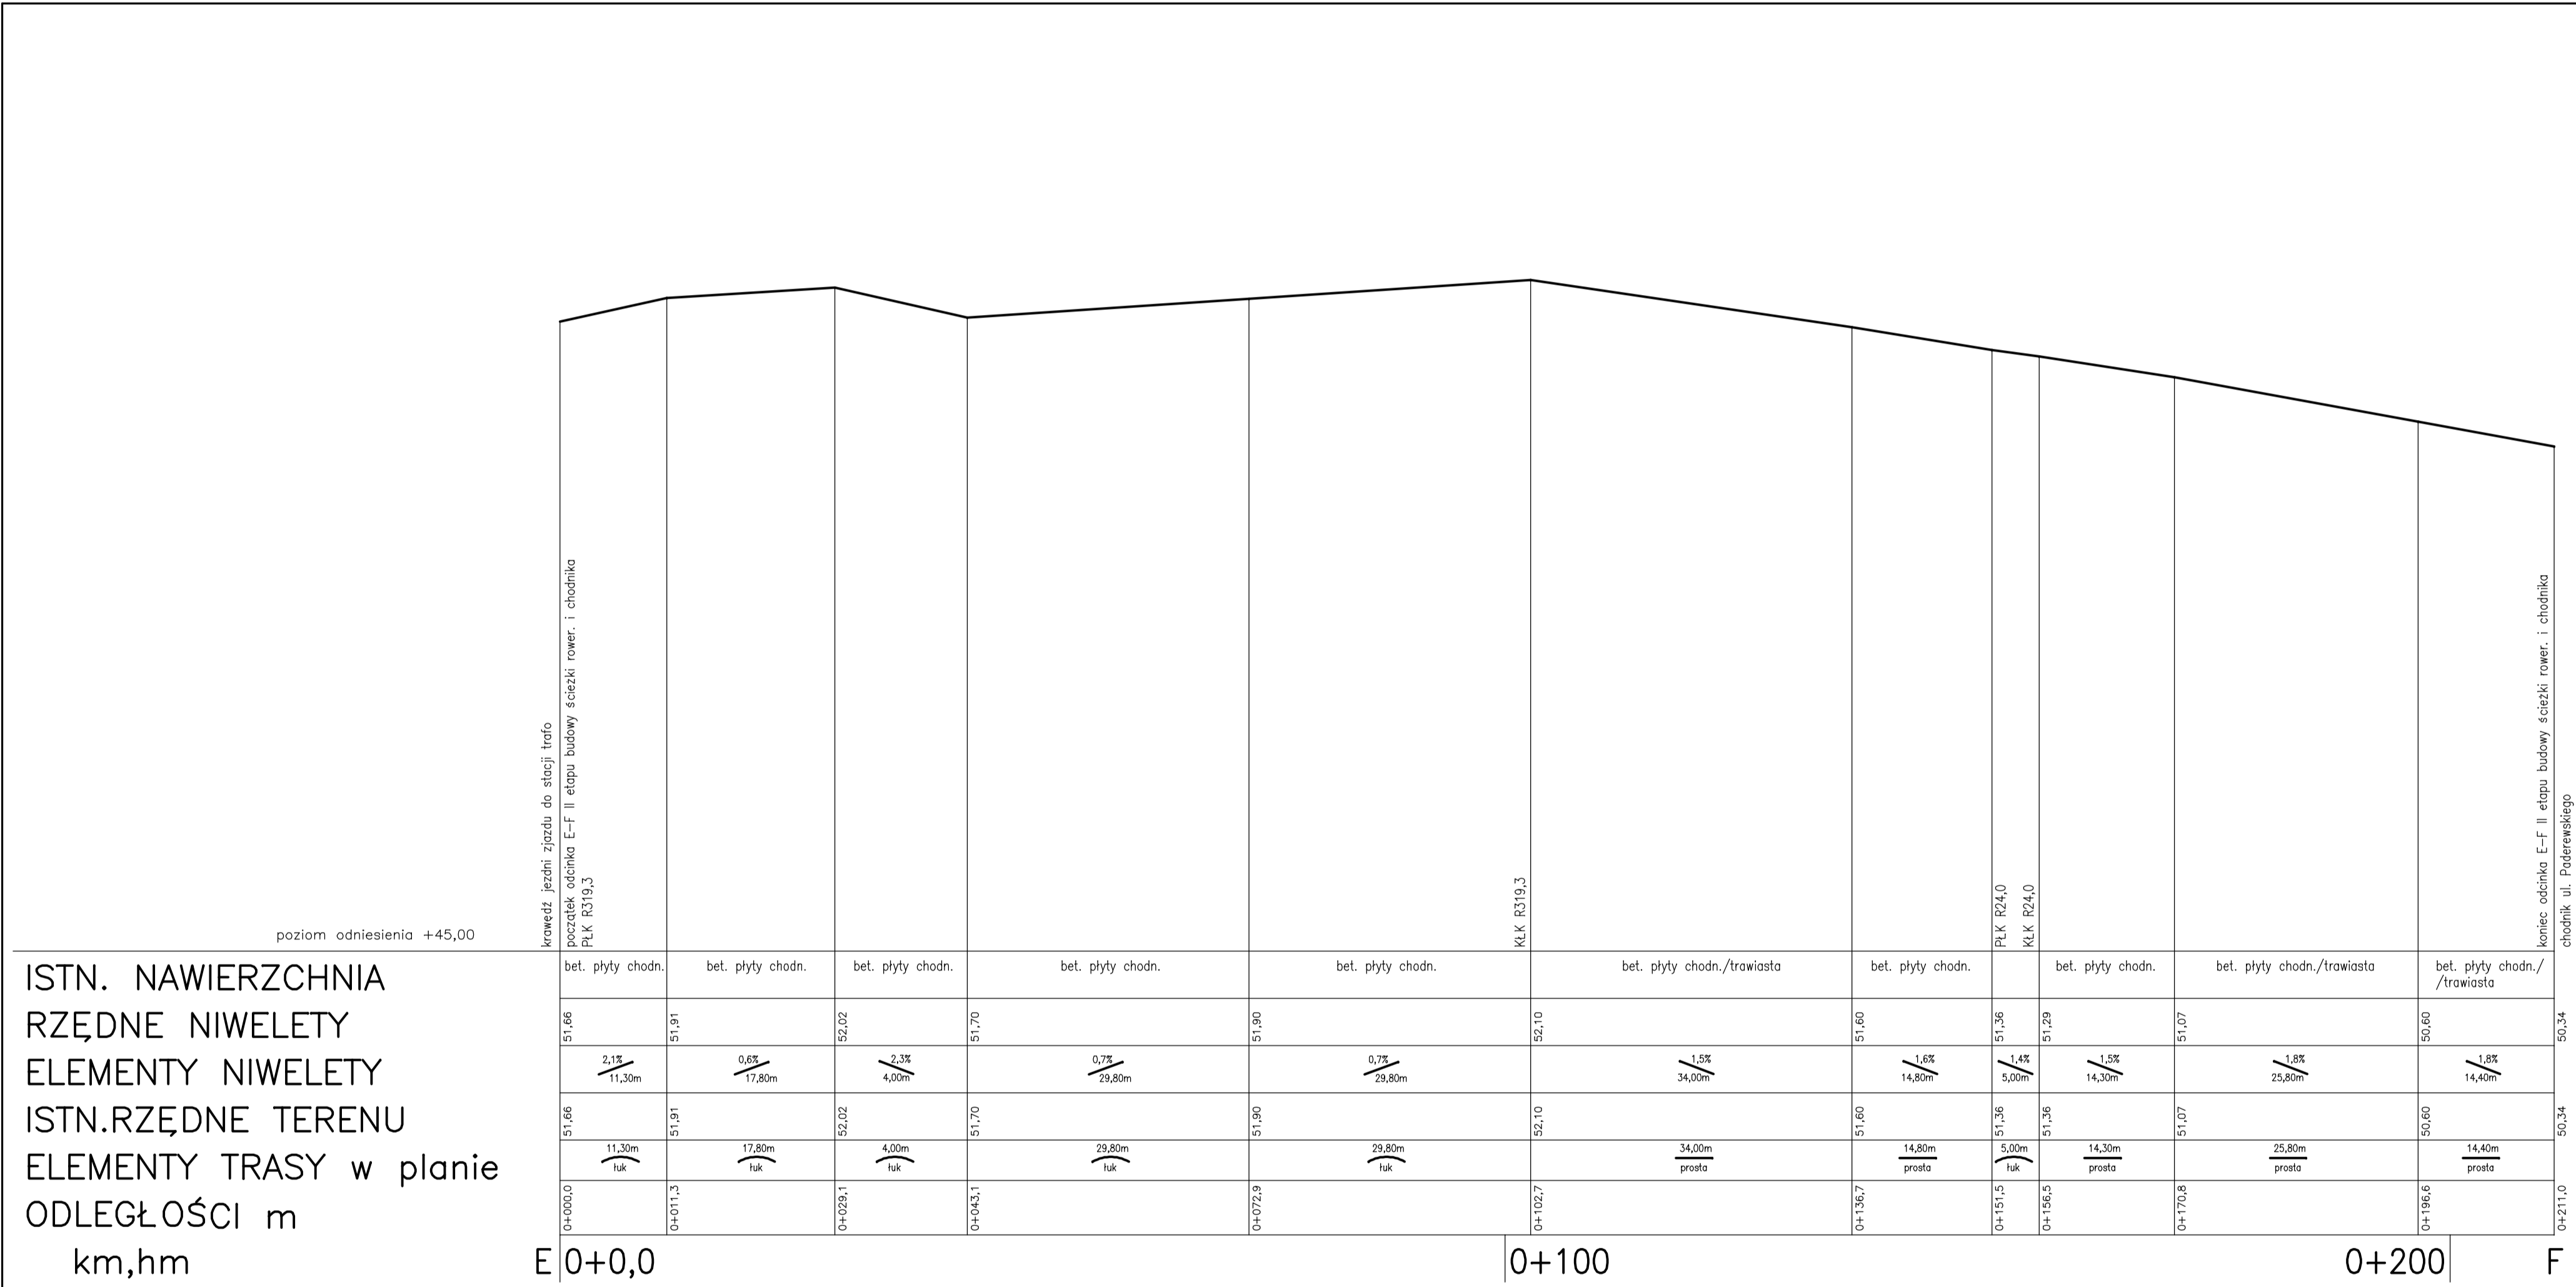 krawędź jezdni zjazdu do stacji trafo
początek odcinka E-F II etapu budowy ścieżki rower. i chodnika
PŁK R319,3
KŁK R319,3
PŁK R24,0
KŁK R24,0
koniec odcinka E-F II etapu budowy ścieżki rower. i chodnika
chodnik ul. Paderewskiego
poziom odniesienia +45,00
ISTN. NAWIERZCHNIA
bet. płyty chodn.
bet. płyty chodn.
bet. płyty chodn.
bet. płyty chodn.
bet. płyty chodn.
bet. płyty chodn./trawiasta
bet. płyty chodn.
bet. płyty chodn.
bet. płyty chodn./trawiasta
bet. płyty chodn./
/trawiasta
RZĘDNE NIWELETY
51,66
51,91
52,02
51,70
51,90
52,10
51,60
51,36
51,29
51,07
50,60
50,34
ELEMENTY NIWELETY
2,1%
11,30m
0,6%
17,80m
2,3%
4,00m
0,7%
29,80m
0,7%
29,80m
1,5%
34,00m
1,6%
14,80m
1,4%
5,00m
1,5%
14,30m
1,8%
25,80m
1,8%
14,40m
ISTN.RZĘDNE TERENU
51,66
51,91
52,02
51,70
51,90
52,10
51,60
51,36
51,36
51,07
50,60
50,34
ELEMENTY TRASY w planie
11,30m
łuk
17,80m
łuk
4,00m
łuk
29,80m
łuk
29,80m
łuk
34,00m
prosta
14,80m
prosta
5,00m
łuk
14,30m
prosta
25,80m
prosta
14,40m
prosta
ODLEGŁOŚCI m
0+000,0
0+011,3
0+029,1
0+043,1
0+072,9
0+102,7
0+136,7
0+151,5
0+156,5
0+170,8
0+196,6
0+211,0
km,hm
E
0+0,0
0+100
0+200
F